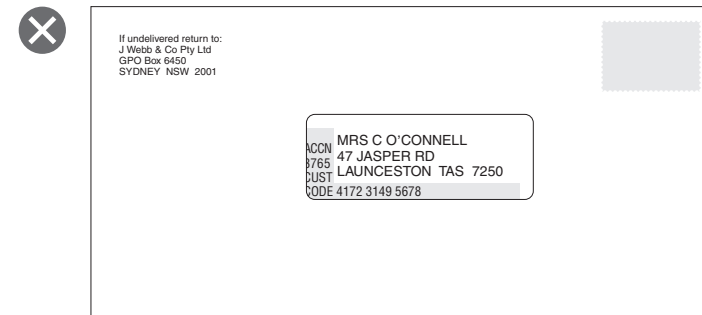 If undelivered return to:
J Webb & Co Pty Ltd
GPO Box 6450
SYDNEY NSW 2001
MRS C O'CONNELL
47 JASPER RD
LAUNCESTON TAS 7250
ACCN
3765
CUST
CODE 4172 3149 5678